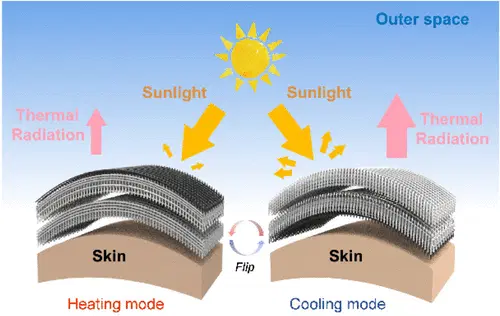 Outer space
Sunlight Sunlight
Thermal Radiation
Thermal Radiation
Skin
Skin
Flip
Heating mode
Cooling mode